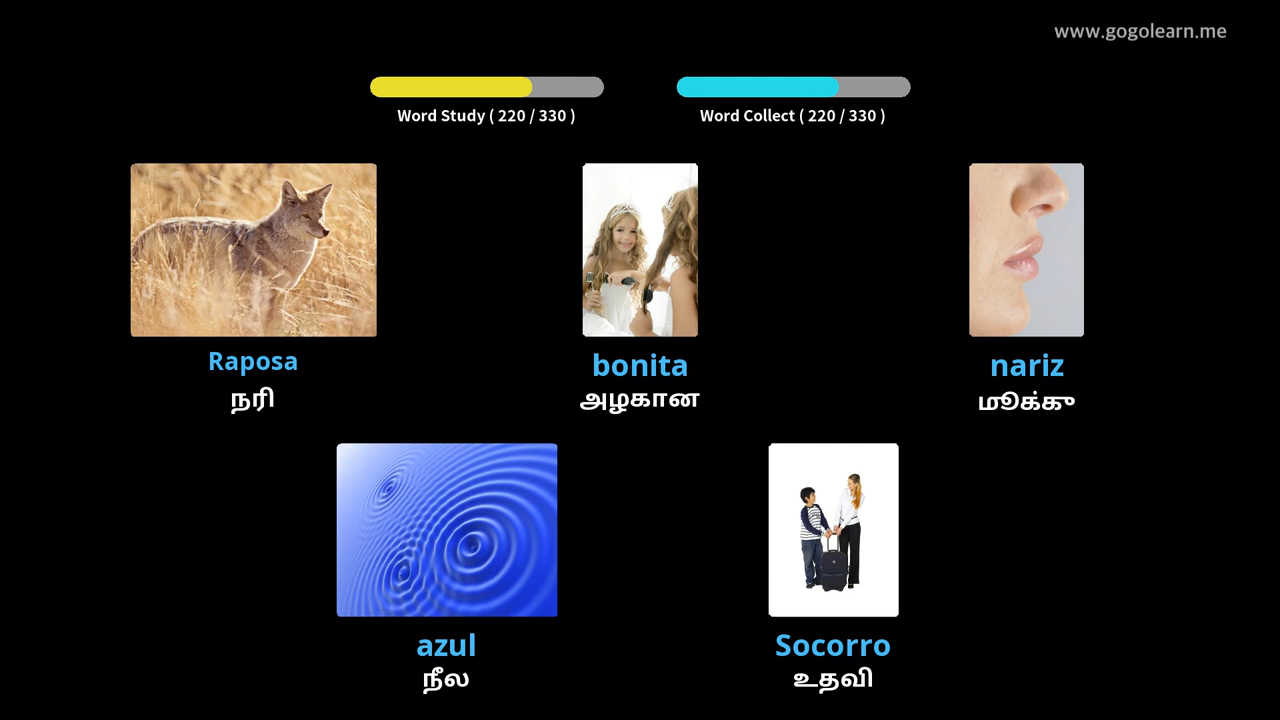 www.gogolearn.me
Word Study ( 220 / 330 )
Word Collect ( 220 / 330 )
Raposa
நரி
bonita
அழகான
nariz
மூக்கு
azul
நீல
Socorro
உதவி